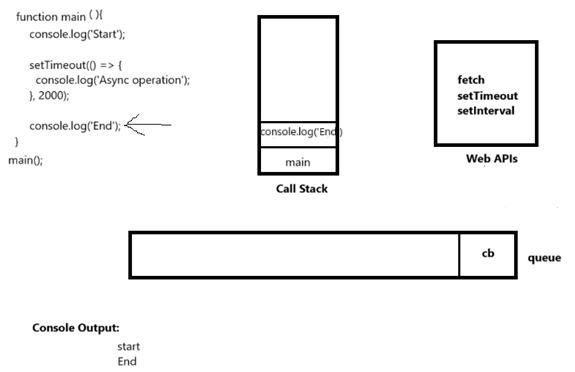 function main (){
console.log('Start');
setTimeout(() => {
console.log('Async operation');
}, 2000);
console.log('End');
}
main();
console.log('End')
main
Call Stack
fetch
setTimeout
setInterval
Web APIs
cb
queue
Console Output:
start
End